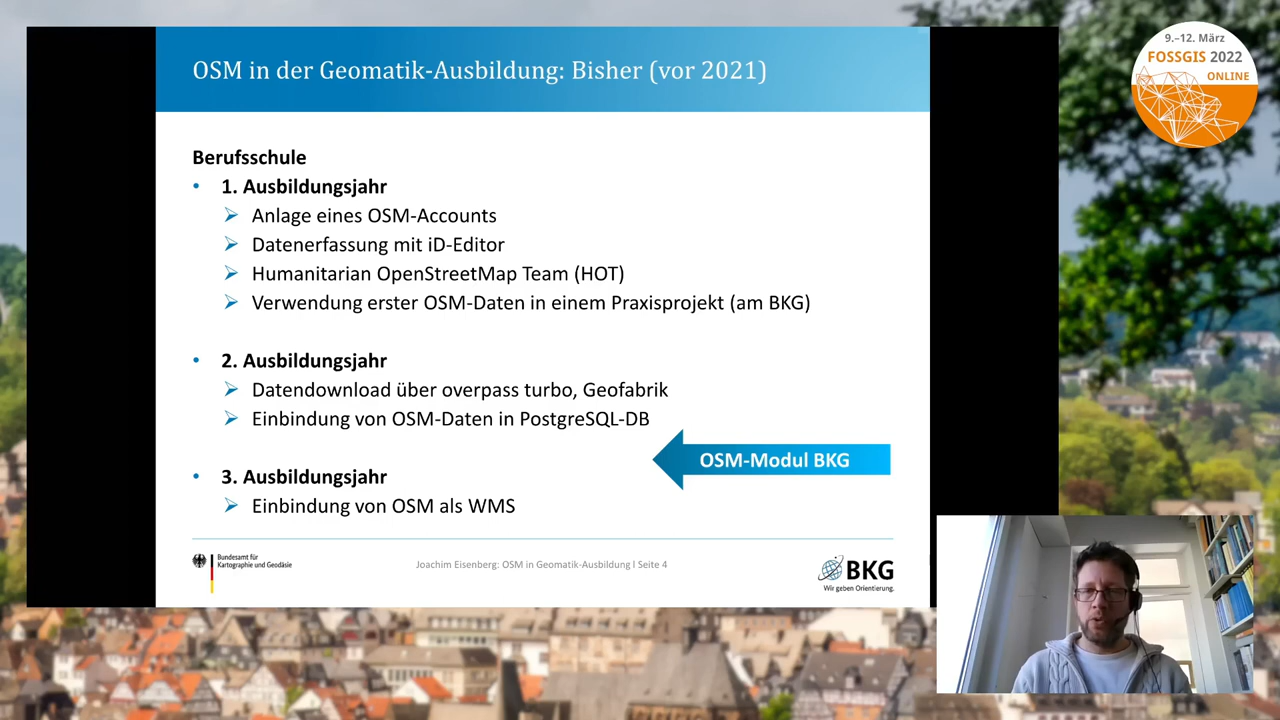 OSM in der Geomatik-Ausbildung: Bisher (vor 2021)
9.–12. März
FOSSGIS 2022
ONLINE
Berufsschule
• 1. Ausbildungsjahr
Anlage eines OSM-Accounts
Datenerfassung mit iD-Editor
Humanitarian OpenStreetMap Team (HOT)
Verwendung erster OSM-Daten in einem Praxisprojekt (am BKG)
• 2. Ausbildungsjahr
Datendownload über overpass turbo, Geofabrik
Einbindung von OSM-Daten in PostgreSQL-DB
OSM-Modul BKG
• 3. Ausbildungsjahr
Einbindung von OSM als WMS
Bundesamt für
Kartographie und Geodäsie
Joachim Eisenberg: OSM in Geomatik-Ausbildung I Seite 4
BKG
Wir geben Orientierung.